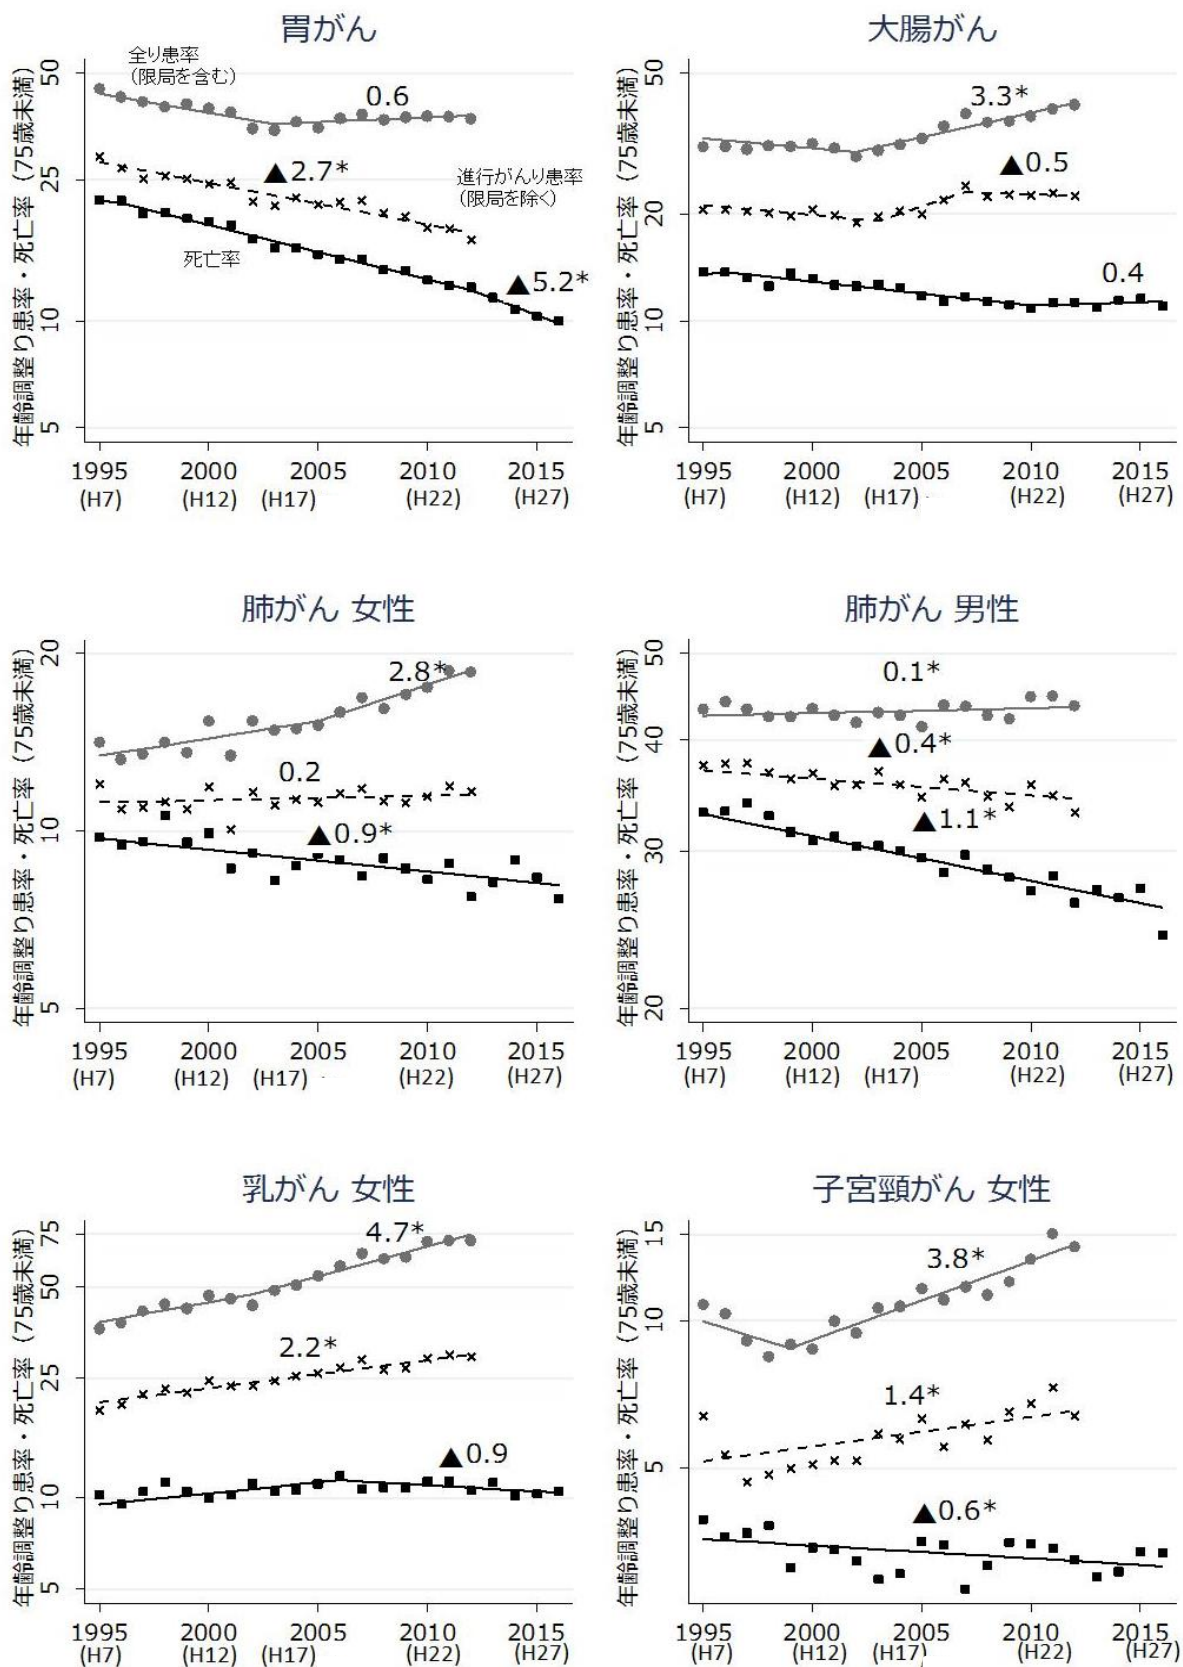 胃がん
年齢調整り患率・死亡率（75歳未満）
50
25
10
5
全り患率
（限局を含む）
0.6
▲2.7*
進行がんり患率
（限局を除く）
死亡率
▲5.2*
1995 2000 2005 2010 2015
(H7) (H12) (H17) (H22) (H27)
大腸がん
年齢調整り患率・死亡率（75歳未満）
50
20
10
5
3.3*
▲0.5
0.4
1995 2000 2005 2010 2015
(H7) (H12) (H17) (H22) (H27)
肺がん 女性
年齢調整り患率・死亡率（75歳未満）
20
10
5
2.8*
0.2
▲0.9*
1995 2000 2005 2010 2015
(H7) (H12) (H17) (H22) (H27)
肺がん 男性
年齢調整り患率・死亡率（75歳未満）
50
40
30
20
0.1*
▲0.4*
▲1.1*
1995 2000 2005 2010 2015
(H7) (H12) (H17) (H22) (H27)
乳がん 女性
年齢調整り患率・死亡率（75歳未満）
75
50
25
10
5
4.7*
2.2*
▲0.9
1995 2000 2005 2010 2015
(H7) (H12) (H17) (H22) (H27)
子宮頸がん 女性
年齢調整り患率・死亡率（75歳未満）
15
10
5
3.8*
1.4*
▲0.6*
1995 2000 2005 2010 2015
(H7) (H12) (H17) (H22) (H27)